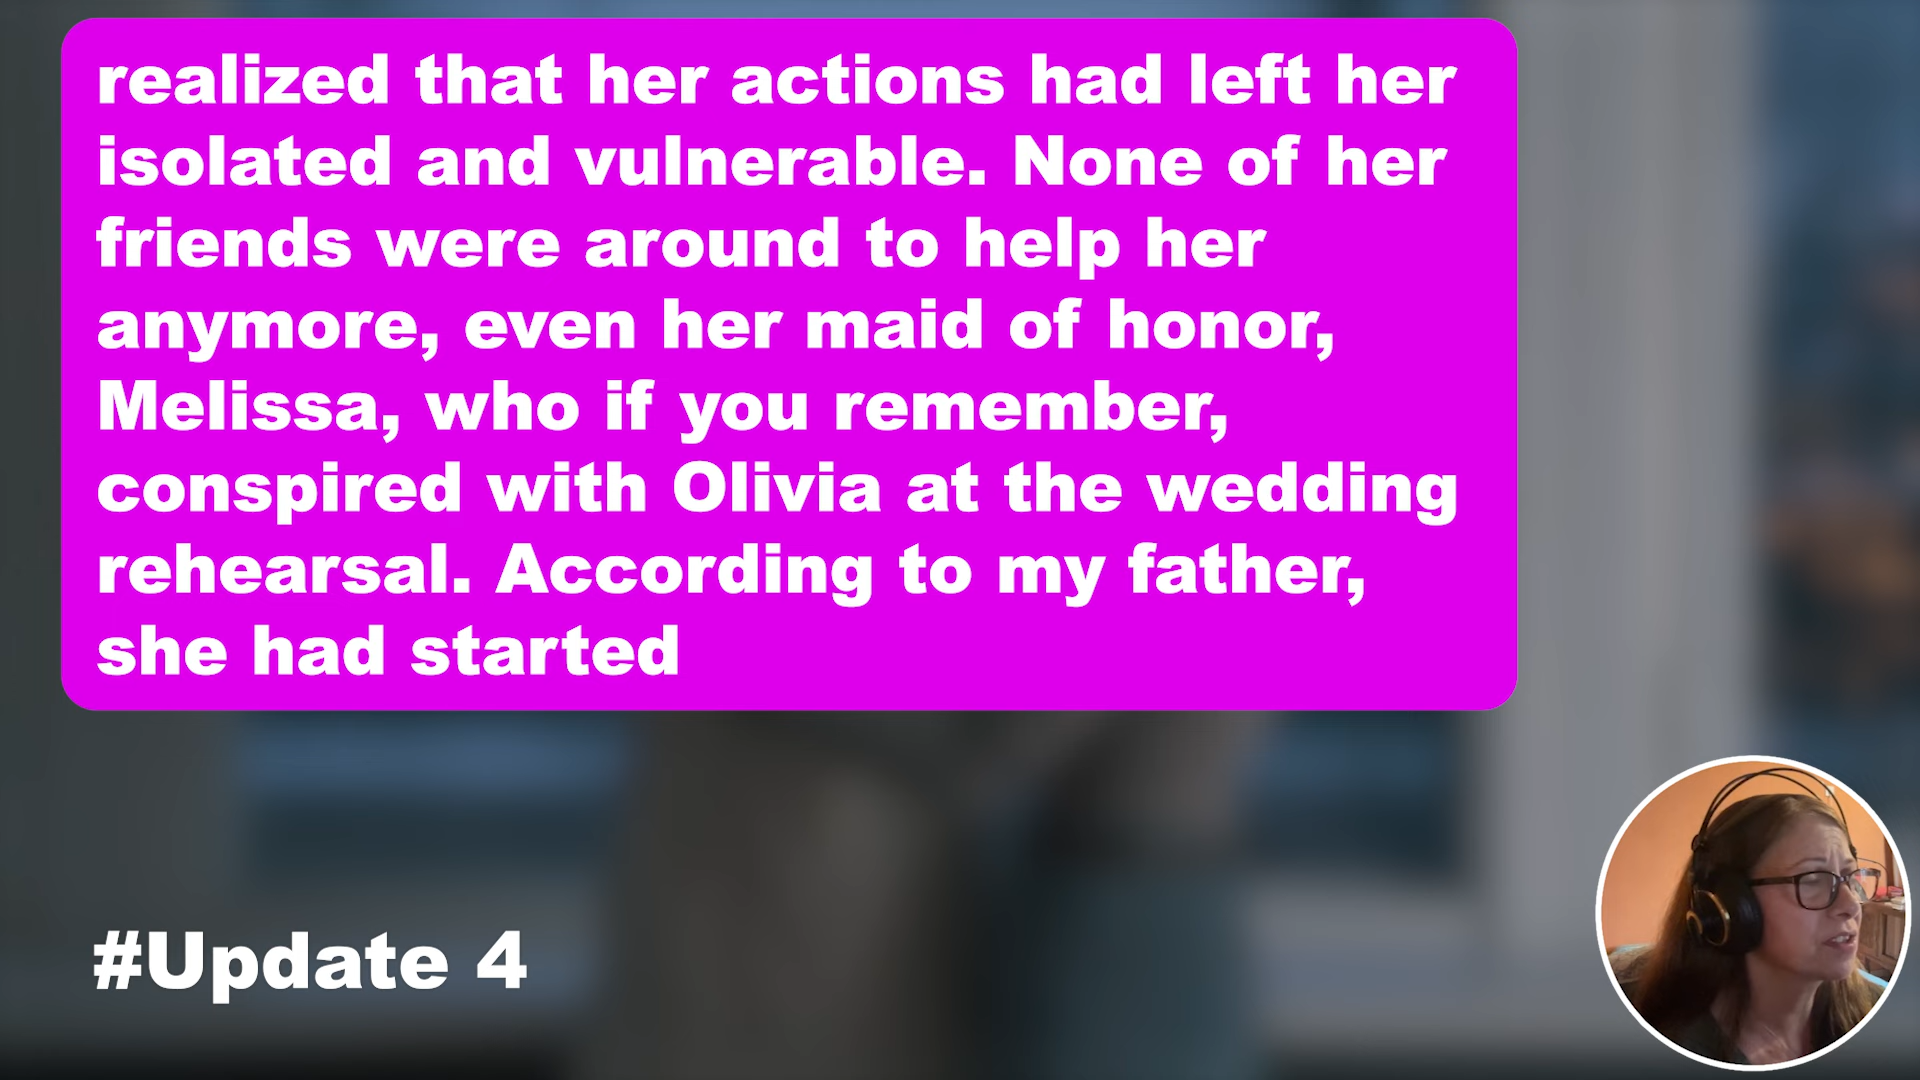 realized that her actions had left her
isolated and vulnerable. None of her
friends were around to help her
anymore, even her maid of honor,
Melissa, who if you remember,
conspired with Olivia at the wedding
rehearsal. According to my father,
she had started
#Update 4